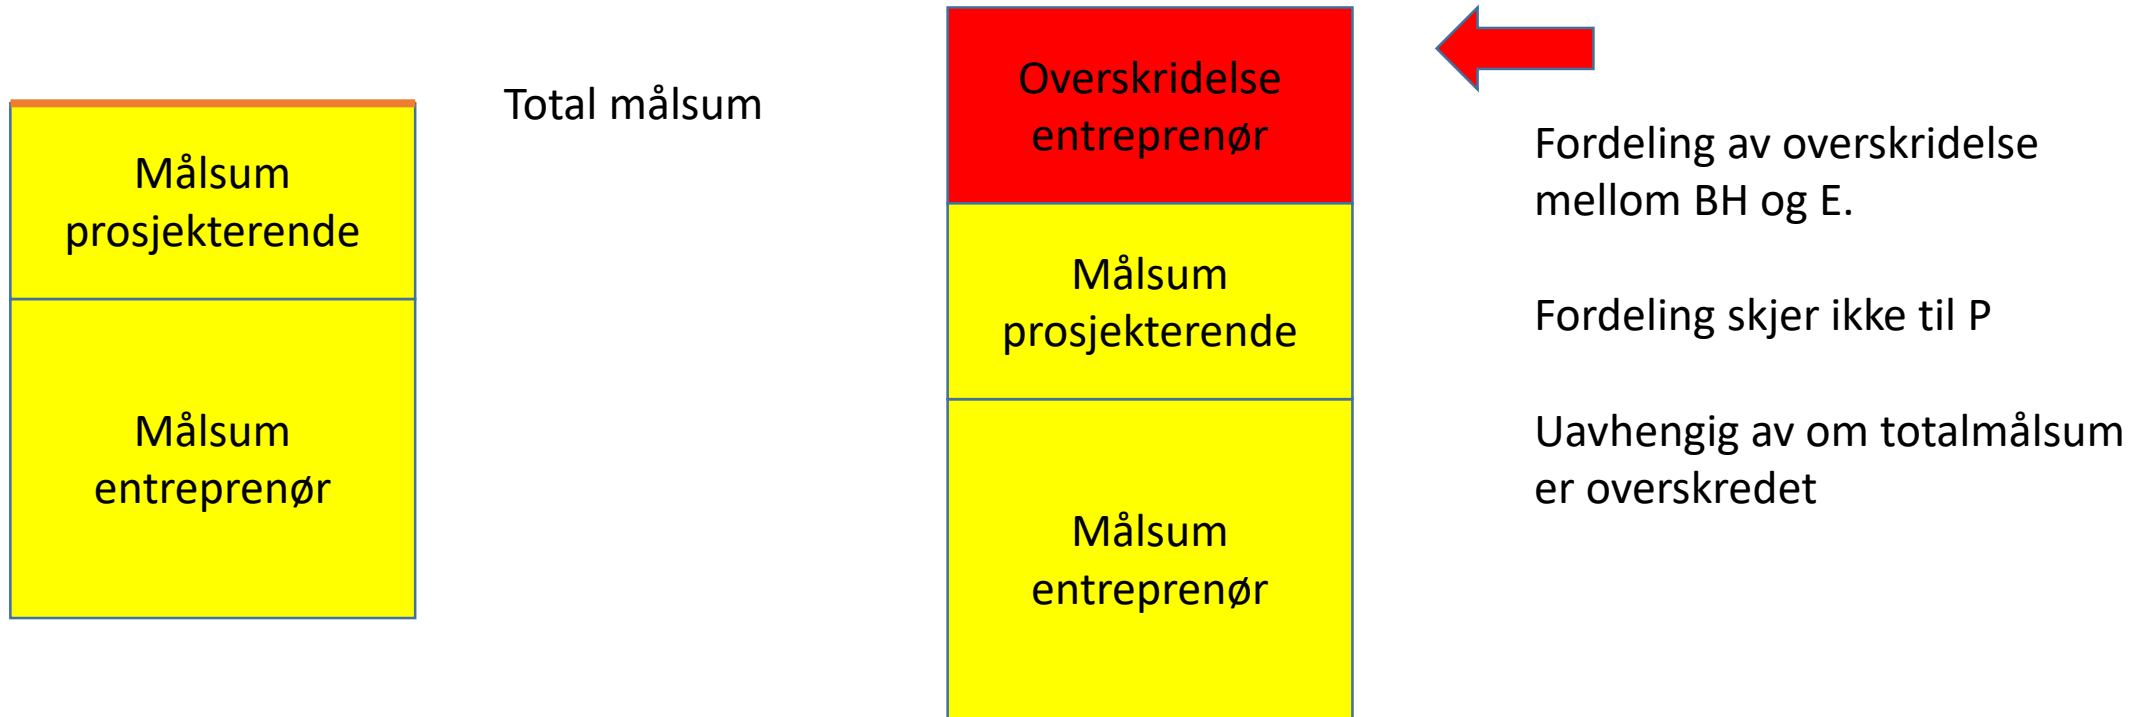 Målsum
prosjekterende
Målsum
entreprenør
Total målsum
Overskridelse
entreprenør
Målsum
prosjekterende
Målsum
entreprenør
Fordeling av overskridelse
mellom BH og E.
Fordeling skjer ikke til P
Uavhengig av om totalmålsum
er overskredet